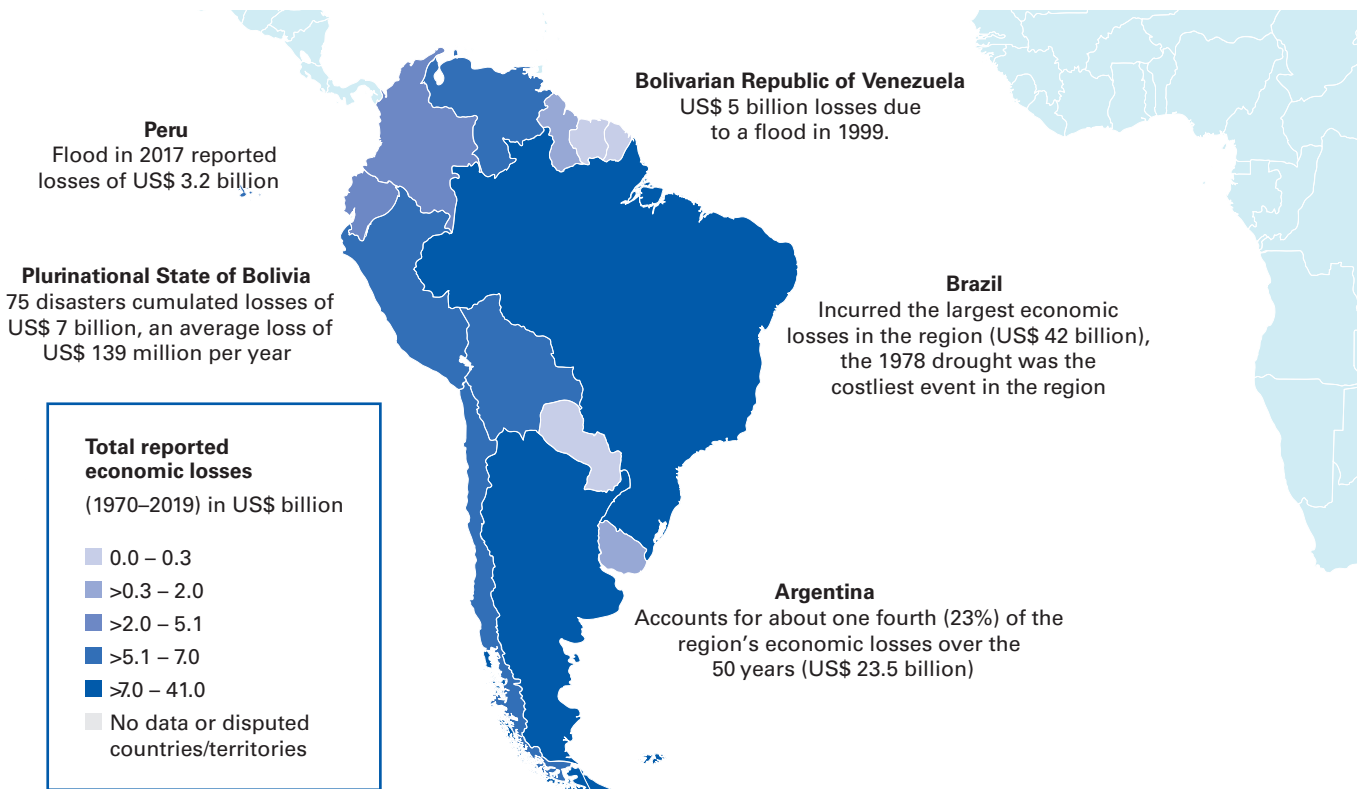 Peru
Flood in 2017 reported
losses of US$ 3.2 billion
Bolivarian Republic of Venezuela
US$ 5 billion losses due
to a flood in 1999.
Plurinational State of Bolivia
75 disasters cumulated losses of
US$ 7 billion, an average loss of
US$ 139 million per year
Brazil
Incurred the largest economic
losses in the region (US$ 42 billion),
the 1978 drought was the
costliest event in the region
Argentina
Accounts for about one fourth (23%) of the
region's economic losses over the
50 years (US$ 23.5 billion)
Total reported
economic losses
(1970–2019) in US$ billion
0.0 – 0.3
>0.3 – 2.0
>2.0 – 5.1
>5.1 – 7.0
>7.0 – 41.0
No data or disputed
countries/territories